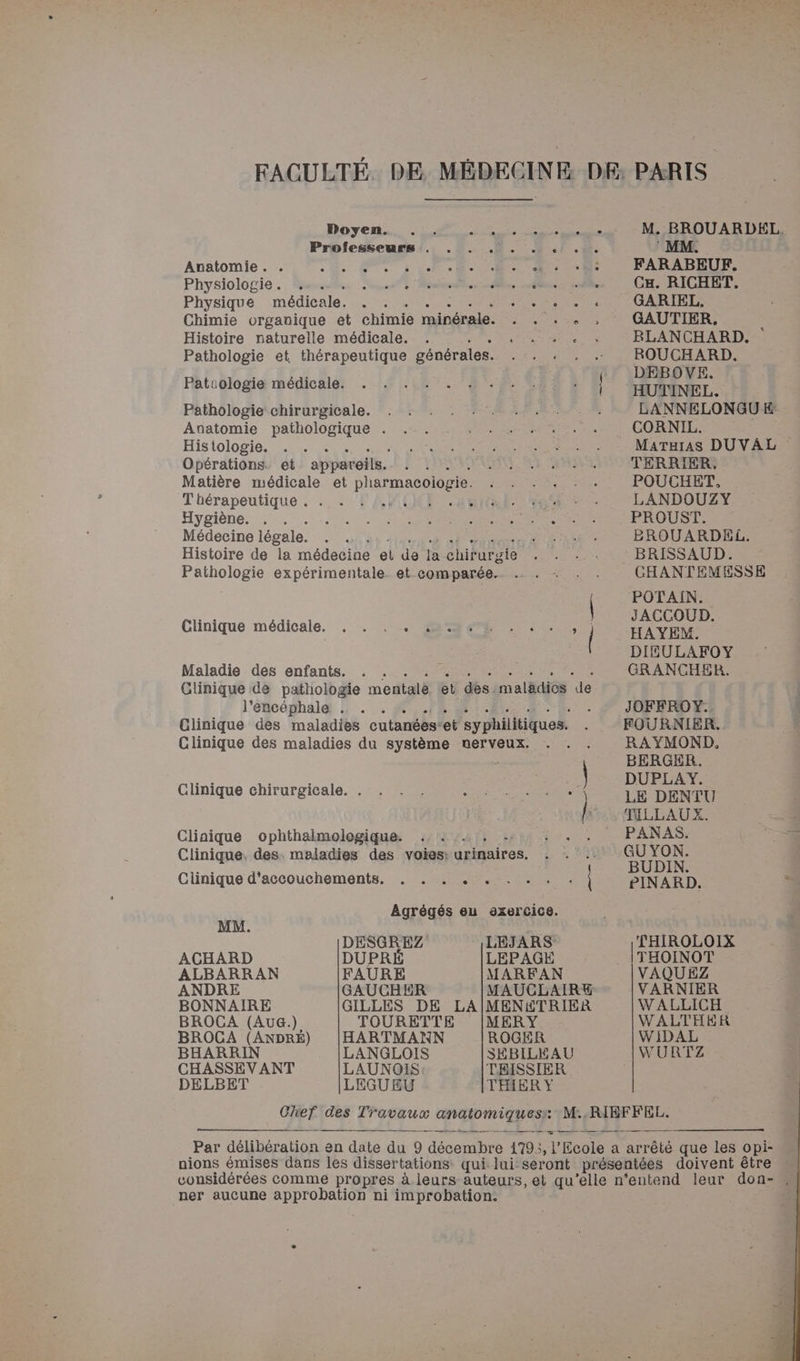 FACULTÉ DE MÉDECINE DE PARIS
Doyen. . . . . . . . . . M. BROUARDEL.
Professeurs . . . . . . . . MM.
Anatomie. . . . . . . . . . FARABEUF.
Physiologie. . . . . . . . . CH. RICHET.
Physique médicale. . . . . . . . GARIEL.
Chimie organique et chimie minérale. . . . . GAUTIER.
Histoire naturelle médicale. . . . . . . BLANCHARD.
Pathologie et thérapeutique générales. . . . . ROUCHARD.
Pathologie médicale. . . . . . . . { DEBOVE.
HUTINEL.
Pathologie chirurgicale. . . . . . . . LANNELONGUE
Anatomie pathologique . . . . . . . CORNIL.
Histologie. . . . . . . . . . MATHIAS DUVAL
Opérations et appareils. . . . . . . . TERRIER.
Matière médicale et pharmacologie. . . . . . POUCHET.
Thérapeutique . . . . . . . . . LANDOUZY
Hygiène. . . . . . . . . . PROUST.
Médecine légale. . . . . . . . . BROUARDEL.
Histoire de la médecine et de la chirurgie . . . . BRISSAUD.
Pathologie expérimentale et comparée. . . . . CHANTEMESSE
POTAIN.
JACCOUD.
Clinique médicale. . . . . . . . . HAYEM.
DIEULAFOY
Maladie des enfants. . . . . . . . GRANCHER.
Clinique de pathologie mentale et des maladies de
l'encéphale . . . . . . . . . JOFFROY.
Clinique des maladies cutanées et syphilitiques. . FOURNIER.
Clinique des maladies du système nerveux. . . . RAYMOND.
BERGER.
DUPLAY.
Clinique chirurgicale. . . . . . . . LE DENTU
TILLAUX.
Clinique ophthalmologique. . . . . . . PANAS.
Clinique des maladies des voies urinaires. . . . GUYON.
BUDIN.
Clinique d'accouchements. . . . . . . { PINARD.
Agrégés en exercice.
MM.
DESGREZ LEJARS THIROLOIX
ACHARD DUPRÉ LEPAGE THOINOT
ALBARRAN FAURE MARFAN VAQUEZ
ANDRE GAUCHER MAUCLAIRE VARNIER
BONNAIRE GILLES DE LA MENETRIER WALLICH
BROCA (AUG.) TOURETTE MERY WALTHER
BROCA (ANDRÉ) HARTMANN ROGER WIDAL
BHARRIN LANGLOIS SEBILEAU WURTZ
CHASSEVANT LAUNOIS TEISSIER
DELBET LEGUEU THIERY
Chef des Travaux anatomiques: M. RIEFFEL.
Par délibération en date du 9 décembre 1793, l'Ecole a arrêté que les opi-
nions émises dans les dissertations qui lui seront présentées doivent être
considérées comme propres à leurs auteurs, et qu'elle n'entend leur don-
ner aucune approbation ni improbation.